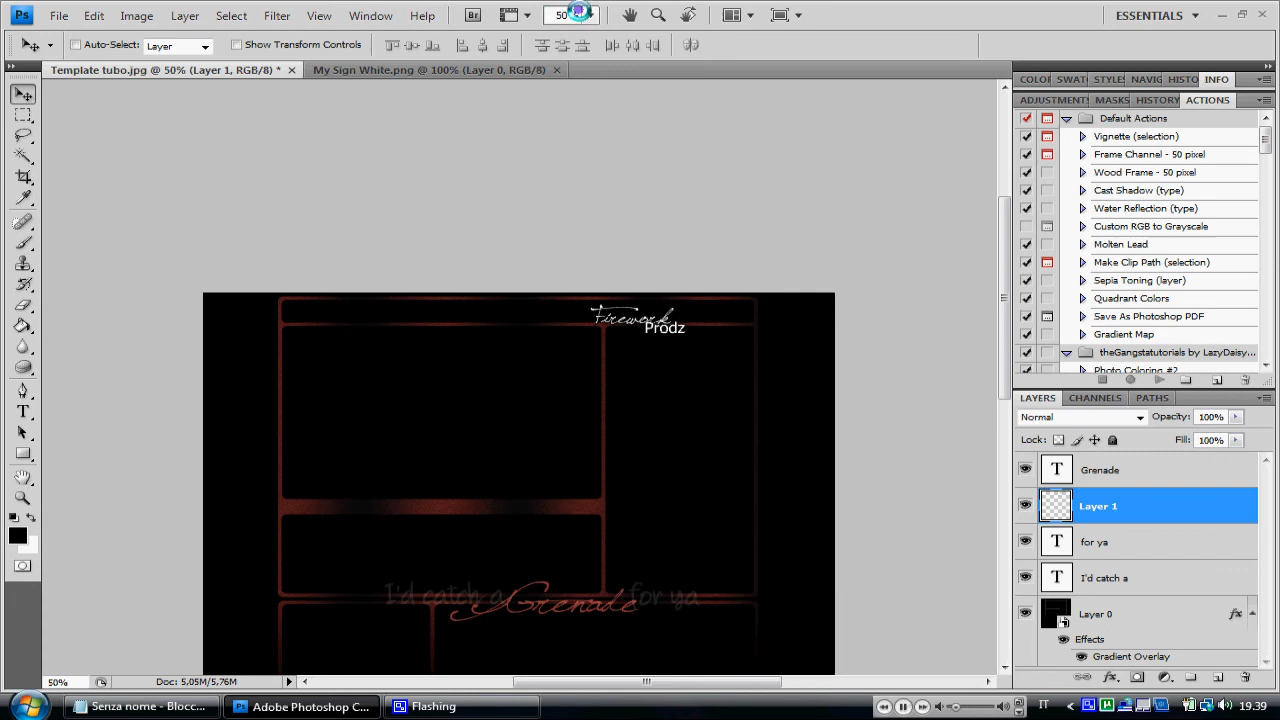 Ps File Edit Image Layer Select Filter View Window Help Br 50 ESSENTIALS
Auto-Select: Layer Show Transform Controls
Template tubo.jpg @ 50% (Layer 1, RGB/8) * My Sign White.png @ 100% (Layer 0, RGB/8)
COLOR SWAT STYLES NAVIG HISTO INFO
ADJUSTMENTS MASKS HISTORY ACTIONS
Default Actions
Vignette (selection)
Frame Channel - 50 pixel
Wood Frame - 50 pixel
Cast Shadow (type)
Water Reflection (type)
Custom RGB to Grayscale
Molten Lead
Make Clip Path (selection)
Sepia Toning (layer)
Quadrant Colors
Save As Photoshop PDF
Gradient Map
theGangstatutorials by LazyDaisy...
Photo Coloring #2
Firework
Prodz
I'd catch a Grenade for ya
LAYERS CHANNELS PATHS
Normal Opacity: 100%
Lock: Fill: 100%
T Grenade
Layer 1
T for ya
T I'd catch a
Layer 0 fx
Effects
Gradient Overlay
50% Doc: 5,05M/5,76M
Senza nome - Blocc... Ps Adobe Photoshop C... Flashing IT 19.39